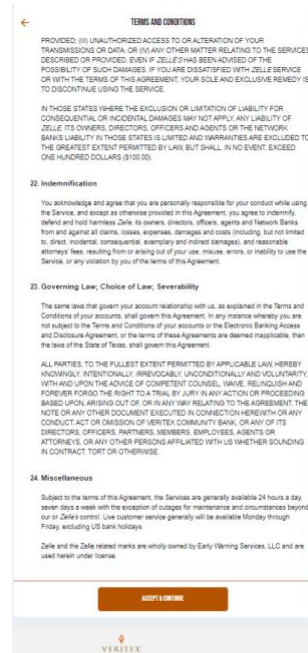 TERMS AND CONDITIONS
PROVIDED; (III) UNAUTHORIZED ACCESS TO OR ALTERATION OF YOUR
TRANSMISSIONS OR DATA; OR (IV) ANY OTHER MATTER RELATING TO THE SERVICES
DESCRIBED OR PROVIDED, EVEN IF ZELLE'S HAS BEEN ADVISED OF THE
POSSIBILITY OF SUCH DAMAGES. IF YOU ARE DISSATISFIED WITH ZELLE SERVICE
OR WITH THE TERMS OF THIS AGREEMENT, YOUR SOLE AND EXCLUSIVE REMEDY IS
TO DISCONTINUE USING THE SERVICE.
IN THOSE STATES WHERE THE EXCLUSION OR LIMITATION OF LIABILITY FOR
CONSEQUENTIAL OR INCIDENTAL DAMAGES MAY NOT APPLY, ANY LIABILITY OF
ZELLE, ITS OWNERS, DIRECTORS, OFFICERS AND AGENTS OR THE NETWORK
BANKS LIABILITY IN THOSE STATES IS LIMITED AND WARRANTIES ARE EXCLUDED TO
THE GREATEST EXTENT PERMITTED BY LAW, BUT SHALL, IN NO EVENT, EXCEED
ONE HUNDRED DOLLARS ($100.00).
22. Indemnification
You acknowledge and agree that you are personally responsible for your conduct while using
the Service, and except as otherwise provided in this Agreement, you agree to indemnify,
defend and hold harmless Zelle, its owners, directors, officers, agents and Network Banks
from and against all claims, losses, expenses, damages and costs (including, but not limited
to, direct, incidental, consequential, exemplary and indirect damages), and reasonable
attorneys' fees, resulting from or arising out of your use, misuse, errors, or inability to use the
Service, or any violation by you of the terms of this Agreement.
23. Governing Law; Choice of Law; Severability
The same laws that govern your account relationship with us, as explained in the Terms and
Conditions of your accounts, shall govern this Agreement. In any instance whereby you are
not subject to the Terms and Conditions of your accounts or the Electronic Banking Access
and Disclosure Agreement, or the terms of these Agreements are deemed inapplicable, then
the laws of the State of Texas, shall govern this Agreement.
ALL PARTIES, TO THE FULLEST EXTENT PERMITTED BY APPLICABLE LAW, HEREBY
KNOWINGLY, INTENTIONALLY, IRREVOCABLY, UNCONDITIONALLY AND VOLUNTARITY,
WITH AND UPON THE ADVICE OF COMPETENT COUNSEL, WAIVE, RELINQUISH AND
FOREVER FORGO THE RIGHT TO A TRIAL BY JURY IN ANY ACTION OR PROCEEDING
BASED UPON, ARISING OUT OF, OR IN ANY WAY RELATING TO THE AGREEMENT, THE
NOTE OR ANY OTHER DOCUMENT EXECUTED IN CONNECTION HEREWITH OR ANY
CONDUCT, ACT OR OMISSION OF VERITEX COMMUNITY BANK, OR ANY OF ITS
DIRECTORS, OFFICERS, PARTNERS, MEMBERS, EMPLOYEES, AGENTS OR
ATTORNEYS, OR ANY OTHER PERSONS AFFILIATED WITH US WHETHER SOUNDING
IN CONTRACT, TORT OR OTHERWISE
24. Miscellaneous
Subject to the terms of this Agreement, the Services are generally available 24 hours a day,
seven days a week with the exception of outages for maintenance and circumstances beyond
our or Zelle's control. Live customer service generally will be available Monday through
Friday, excluding US bank holidays.
Zelle and the Zelle related marks are wholly owned by Early Warning Services, LLC and are
used herein under license.
ACCEPT & CONTINUE
VERITEX